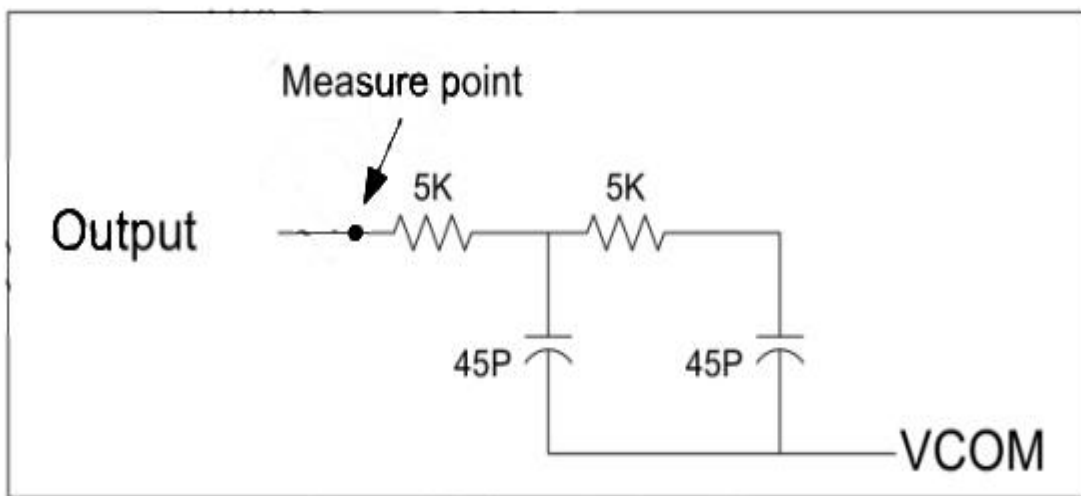 Measure point
5K
5K
Output
45P
45P
VCOM